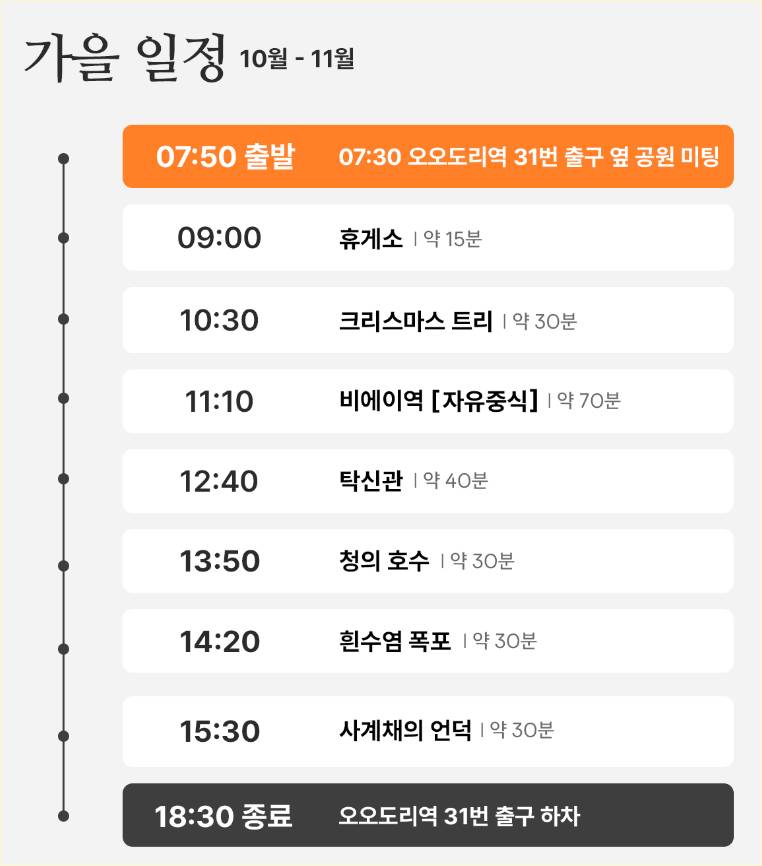 가을 일정 10월 - 11월
07:50 출발 07:30 오오도리역 31번 출구 옆 공원 미팅
09:00 휴게소 | 약 15분
10:30 크리스마스 트리 | 약 30분
11:10 비에이역 [자유중식] | 약 70분
12:40 탁신관 | 약 40분
13:50 청의 호수 | 약 30분
14:20 흰수염 폭포 | 약 30분
15:30 사계채의 언덕 | 약 30분
18:30 종료 오오도리역 31번 출구 하차